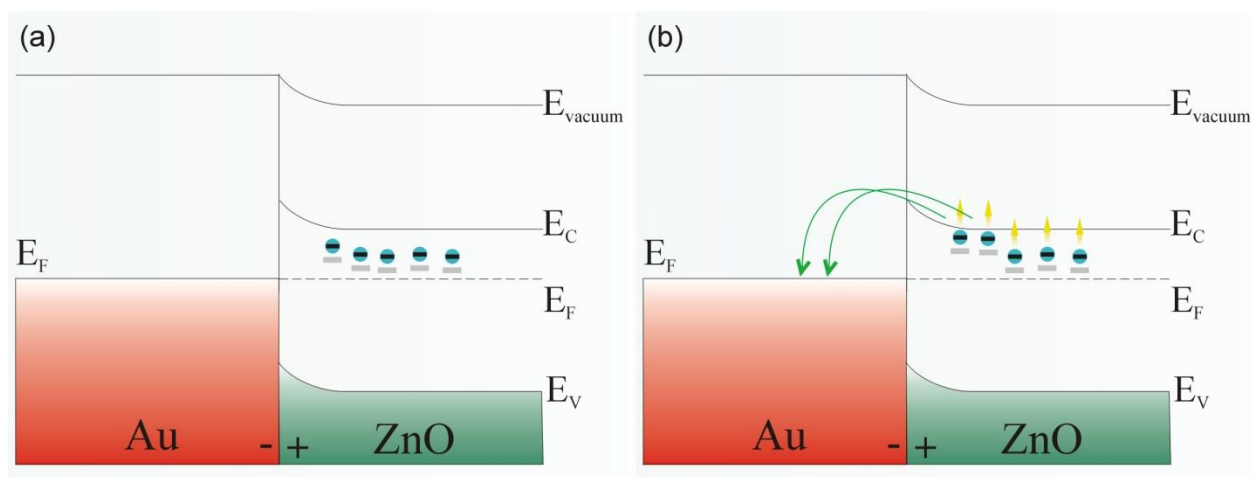 (a)
E_vacuum
E_C
E_F
E_F
E_V
Au
- +
ZnO
(b)
E_vacuum
E_C
E_F
E_F
E_V
Au
- +
ZnO